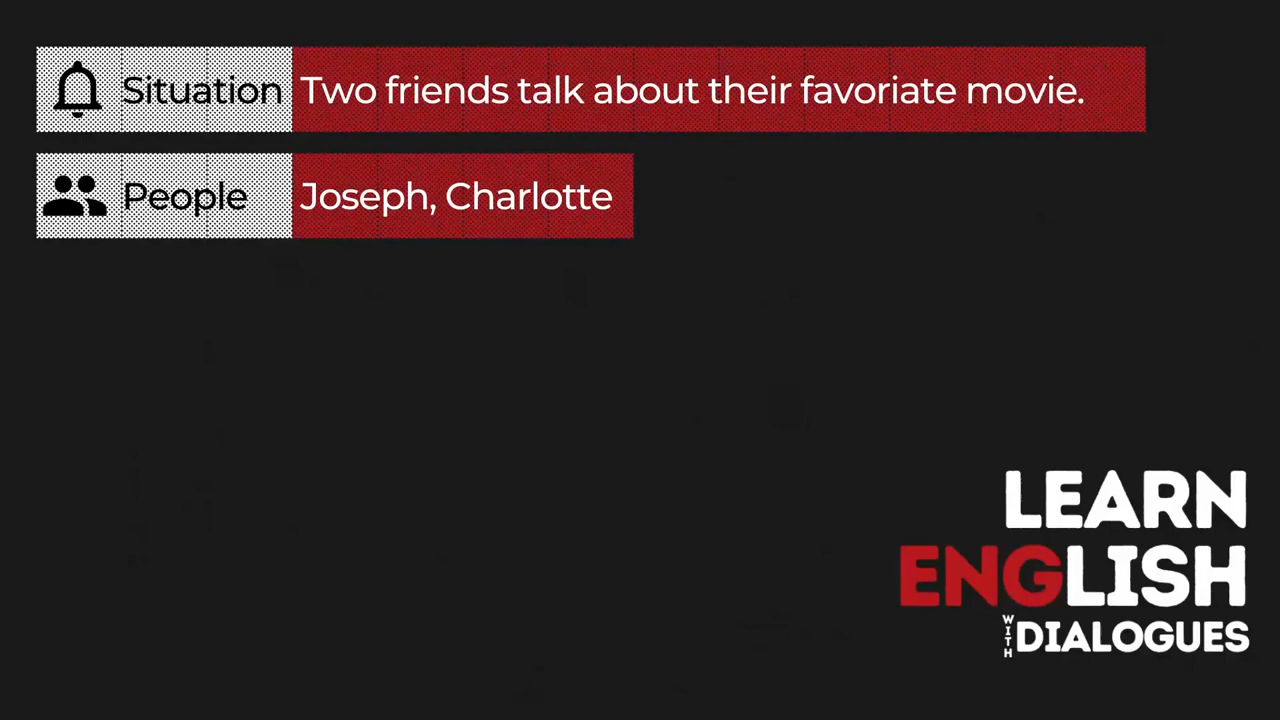 Situation Two friends talk about their favoriate movie.
People Joseph, Charlotte
LEARN
ENGLISH
WITH DIALOGUES